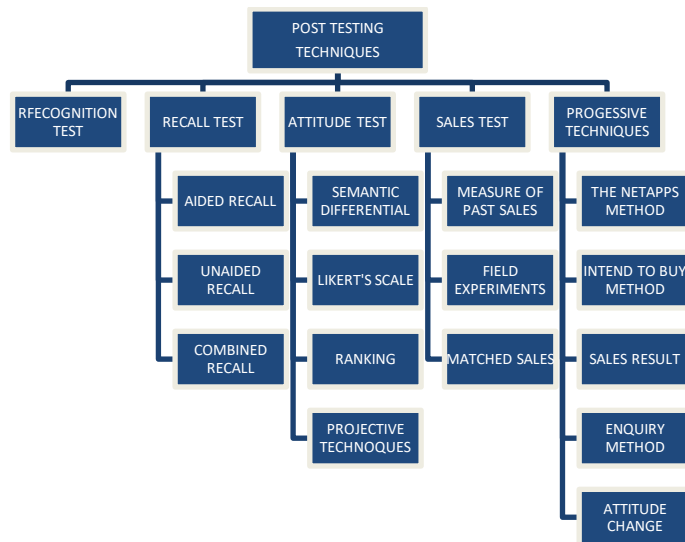 POST TESTING
TECHNIQUES
RFECOGNITION
TEST
RECALL TEST
ATTITUDE TEST
SALES TEST
PROGESSIVE
TECHNIQUES
AIDED RECALL
UNAIDED
RECALL
COMBINED
RECALL
SEMANTIC
DIFFERENTIAL
LIKERT'S SCALE
RANKING
PROJECTIVE
TECHNOQUES
MEASURE OF
PAST SALES
FIELD
EXPERIMENTS
MATCHED SALES
THE NETAPPS
METHOD
INTEND TO BUY
METHOD
SALES RESULT
ENQUIRY
METHOD
ATTITUDE
CHANGE